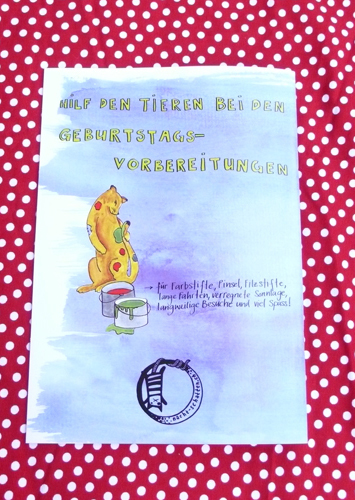 HILF DEN TIEREN BEI DEN
GEBURTSTAGS-
VORBEREITUNGEN
→ für Farbstifte, Pinsel, Filzstifte,
lange Fahrten, verregnete Sonntage,
langweilige Besuche und viel Spass!